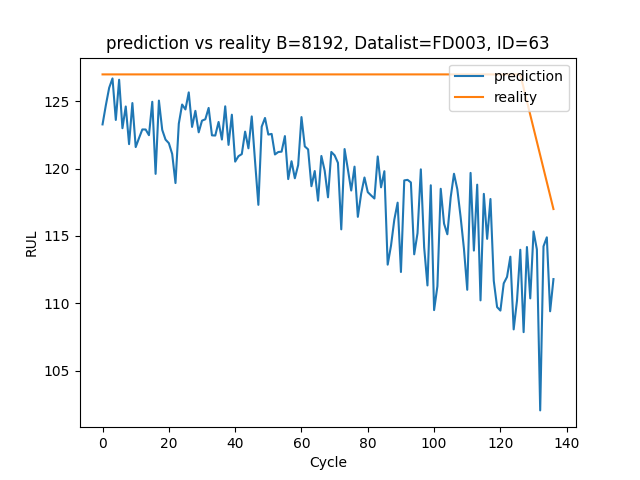 prediction vs reality B=8192, Datalist=FD003, ID=63
prediction
reality
125
120
115
110
105
RUL
0 20 40 60 80 100 120 140
Cycle